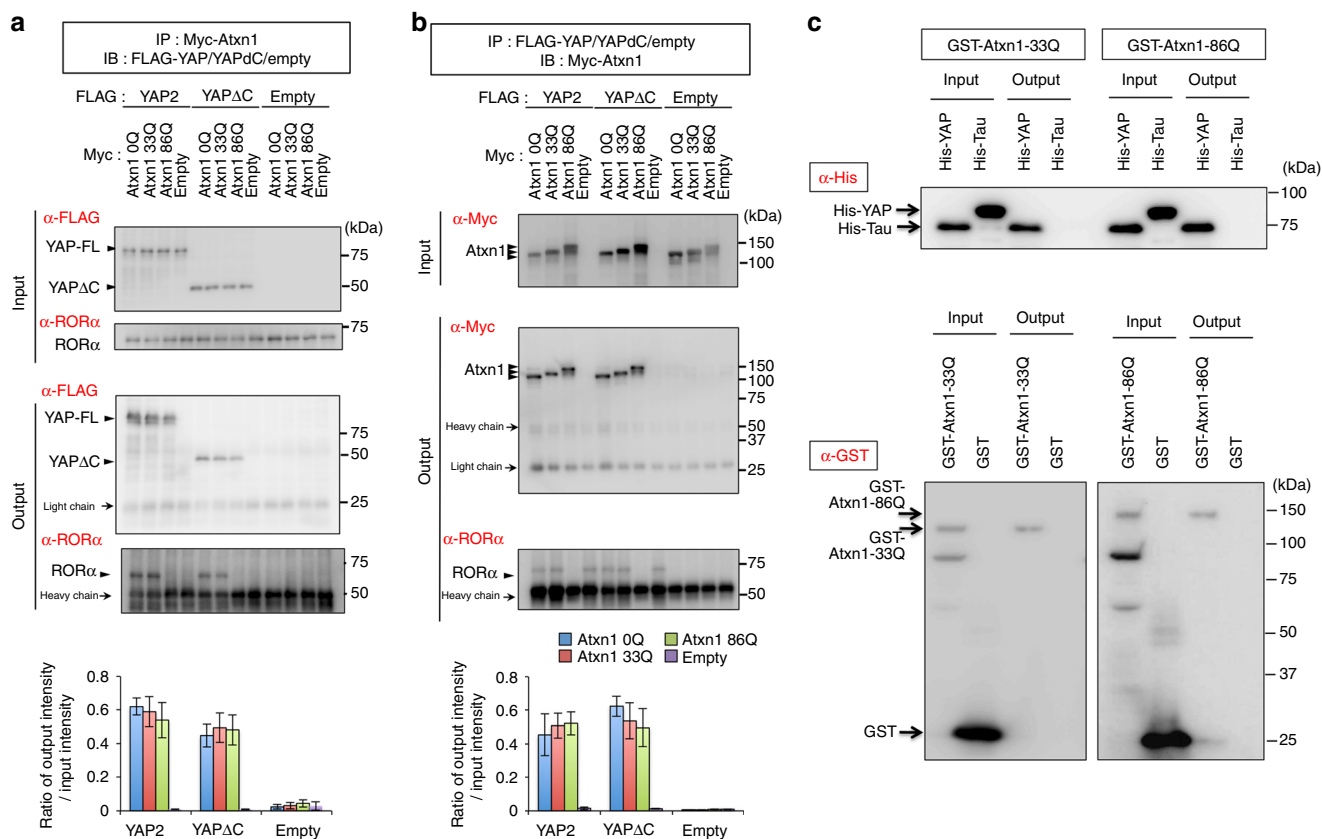 a
IP : Myc-Atxn1
IB : FLAG-YAP/YAPdC/empty
FLAG : YAP2 YAPΔC Empty
Myc : Atxn1 0Q Atxn1 33Q Atxn1 86Q Empty Atxn1 0Q Atxn1 33Q Atxn1 86Q Empty Atxn1 0Q Atxn1 33Q Atxn1 86Q Empty
Input
α-FLAG
(kDa)
YAP-FL
75
YAPΔC
50
α-RORα
75
RORα
Output
α-FLAG
YAP-FL
75
YAPΔC
50
Light chain
25
α-RORα
75
RORα
Heavy chain
50
Ratio of output intensity
/ input intensity
0.8
0.6
0.4
0.2
0
YAP2 YAPΔC Empty
b
IP : FLAG-YAP/YAPdC/empty
IB : Myc-Atxn1
FLAG : YAP2 YAPΔC Empty
Myc : Atxn1 0Q Atxn1 33Q Atxn1 86Q Empty Atxn1 0Q Atxn1 33Q Atxn1 86Q Empty Atxn1 0Q Atxn1 33Q Atxn1 86Q Empty
Input
α-Myc
(kDa)
Atxn1
150
100
Output
α-Myc
Atxn1
150
100
Heavy chain
50
37
Light chain
25
α-RORα
75
RORα
Heavy chain
50
Atxn1 0Q Atxn1 86Q
Atxn1 33Q Empty
Ratio of output intensity
/ input intensity
0.8
0.6
0.4
0.2
0
YAP2 YAPΔC Empty
c
GST-Atxn1-33Q GST-Atxn1-86Q
Input Output Input Output
His-YAP His-Tau His-YAP His-Tau His-YAP His-Tau His-YAP His-Tau
α-His
(kDa)
100
His-YAP
His-Tau
75
Input Output Input Output
GST-Atxn1-33Q GST GST-Atxn1-33Q GST GST-Atxn1-86Q GST GST-Atxn1-86Q GST
α-GST
(kDa)
GST-
Atxn1-86Q
150
GST-
Atxn1-33Q
100
75
50
37
GST
25